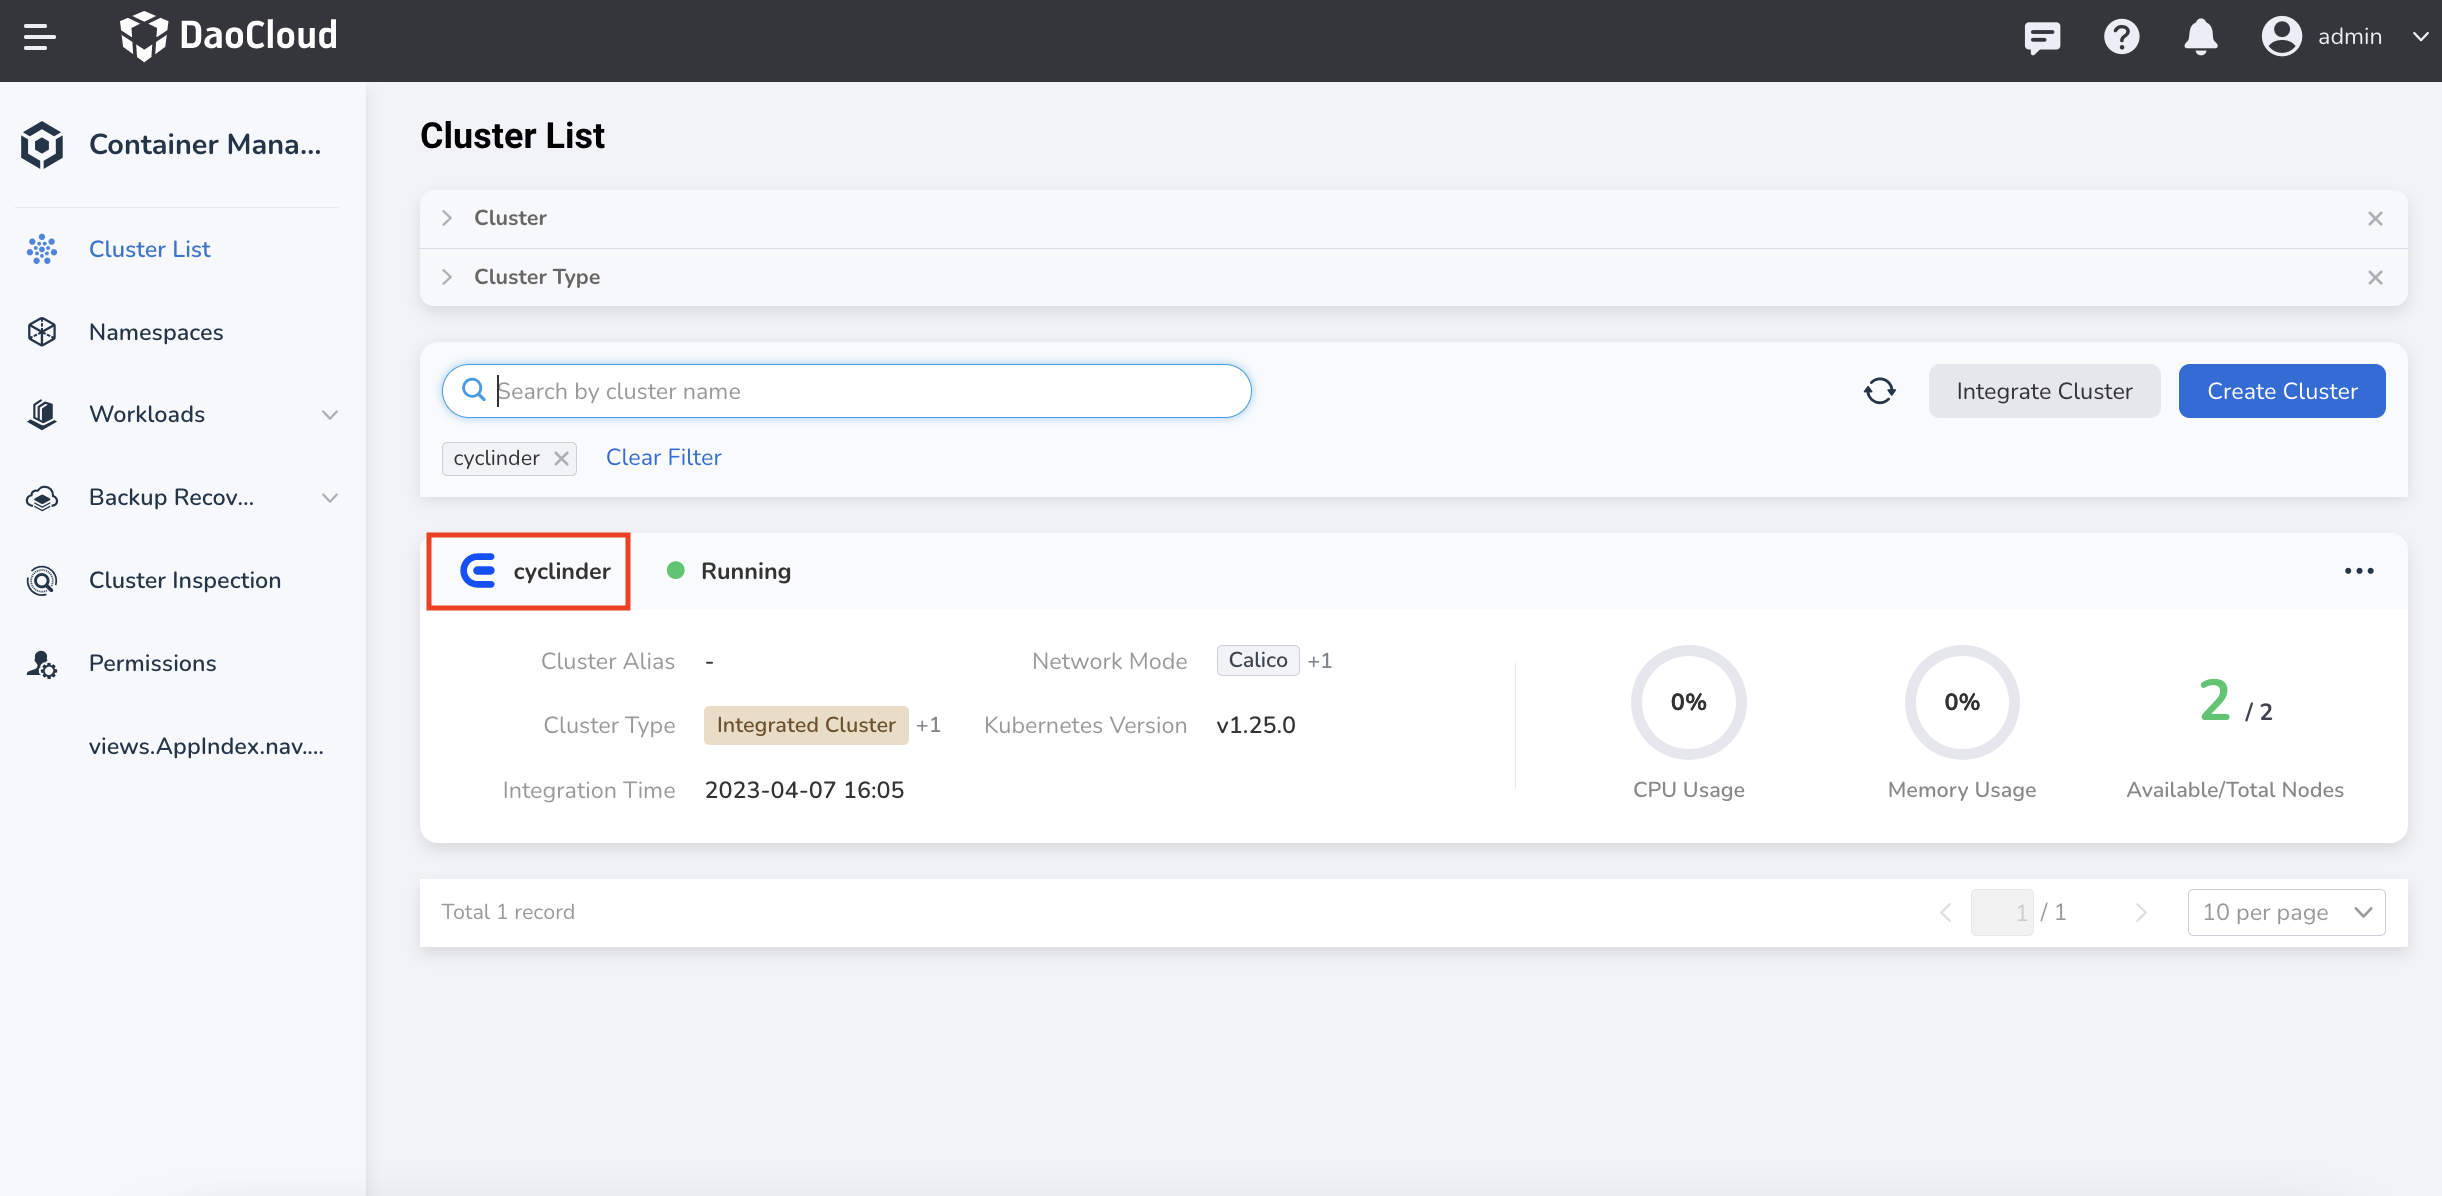 DaoCloud
admin
Container Mana...
Cluster List
Namespaces
Workloads
Backup Recov...
Cluster Inspection
Permissions
views.AppIndex.nav....
Cluster List
Cluster
Cluster Type
Search by cluster name
Integrate Cluster
Create Cluster
cyclinder
Clear Filter
cyclinder
Running
Cluster Alias -
Network Mode Calico +1
Cluster Type Integrated Cluster +1
Kubernetes Version v1.25.0
Integration Time 2023-04-07 16:05
0%
CPU Usage
0%
Memory Usage
2 / 2
Available/Total Nodes
Total 1 record
1 / 1
10 per page